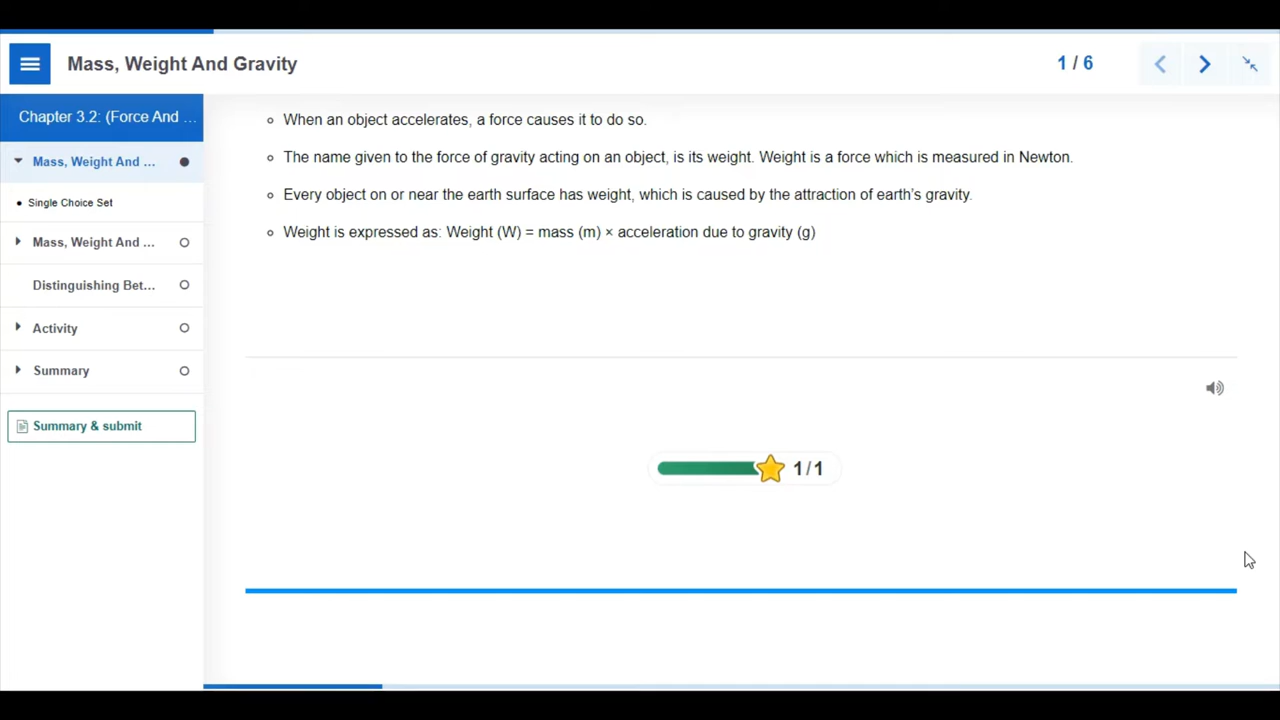 Mass, Weight And Gravity
1 / 6
Chapter 3.2: (Force And ...
Mass, Weight And ...
Single Choice Set
Mass, Weight And ...
Distinguishing Bet...
Activity
Summary
Summary & submit
When an object accelerates, a force causes it to do so.
The name given to the force of gravity acting on an object, is its weight. Weight is a force which is measured in Newton.
Every object on or near the earth surface has weight, which is caused by the attraction of earth's gravity.
Weight is expressed as: Weight (W) = mass (m) × acceleration due to gravity (g)
1/1